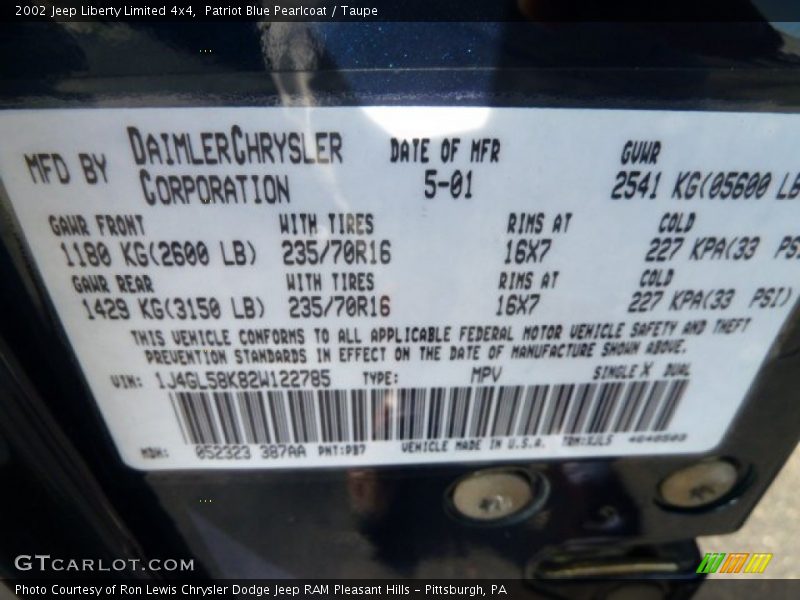 2002 Jeep Liberty Limited 4x4, Patriot Blue Pearlcoat / Taupe
MFD BY DAIMLERCHRYSLER CORPORATION DATE OF MFR 5-01 GVWR 2541 KG(05600 LB
GAWR FRONT WITH TIRES RIMS AT COLD
1180 KG(2600 LB) 235/70R16 16X7 227 KPA(33 PSI
GAWR REAR WITH TIRES RIMS AT COLD
1429 KG(3150 LB) 235/70R16 16X7 227 KPA(33 PSI)
THIS VEHICLE CONFORMS TO ALL APPLICABLE FEDERAL MOTOR VEHICLE SAFETY AND THEFT
PREVENTION STANDARDS IN EFFECT ON THE DATE OF MANUFACTURE SHOWN ABOVE.
VIN: 1J4GL58K82W122785 TYPE: MPV SINGLE X DUAL
MDH: 052323 387AA PNT:PB7 VEHICLE MADE IN U.S.A. TRM:XJL5
GTCARLOT.COM
Photo Courtesy of Ron Lewis Chrysler Dodge Jeep RAM Pleasant Hills - Pittsburgh, PA